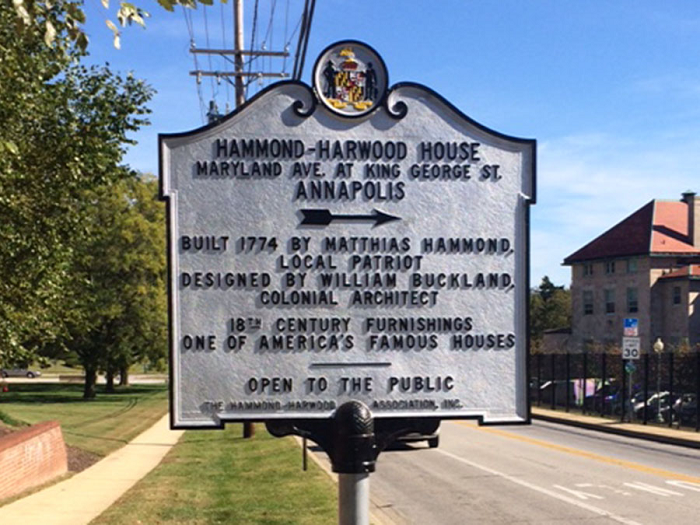 HAMMOND-HARWOOD HOUSE
MARYLAND AVE. AT KING GEORGE ST.
ANNAPOLIS
BUILT 1774 BY MATTHIAS HAMMOND,
LOCAL PATRIOT
DESIGNED BY WILLIAM BUCKLAND,
COLONIAL ARCHITECT
18TH CENTURY FURNISHINGS
ONE OF AMERICA'S FAMOUS HOUSES
OPEN TO THE PUBLIC
THE HAMMOND HARWOOD ASSOCIATION, INC.
30